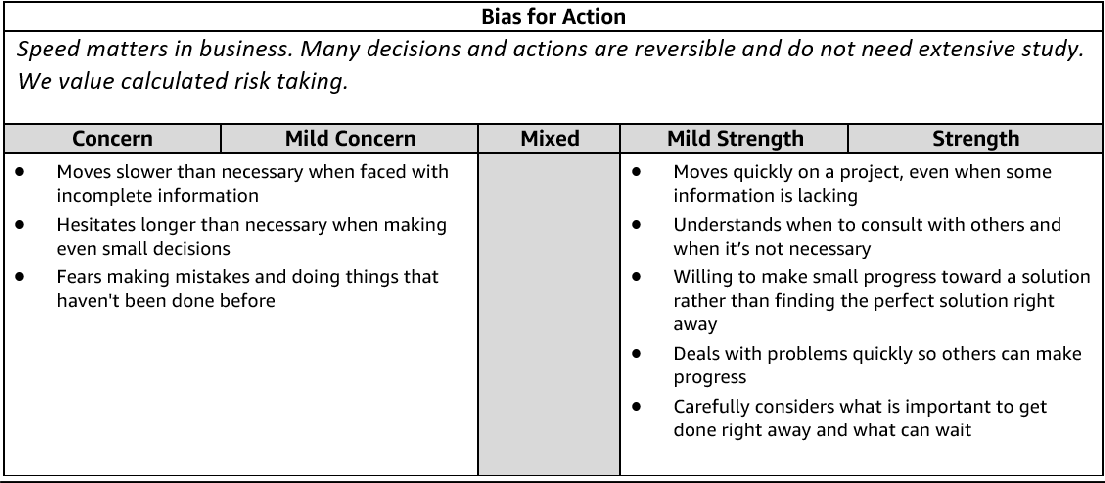 Bias for Action
Speed matters in business. Many decisions and actions are reversible and do not need extensive study.
We value calculated risk taking.
Concern Mild Concern Mixed Mild Strength Strength
• Moves slower than necessary when faced with
incomplete information
• Hesitates longer than necessary when making
even small decisions
• Fears making mistakes and doing things that
haven't been done before
• Moves quickly on a project, even when some
information is lacking
• Understands when to consult with others and
when it’s not necessary
• Willing to make small progress toward a solution
rather than finding the perfect solution right
away
• Deals with problems quickly so others can make
progress
• Carefully considers what is important to get
done right away and what can wait